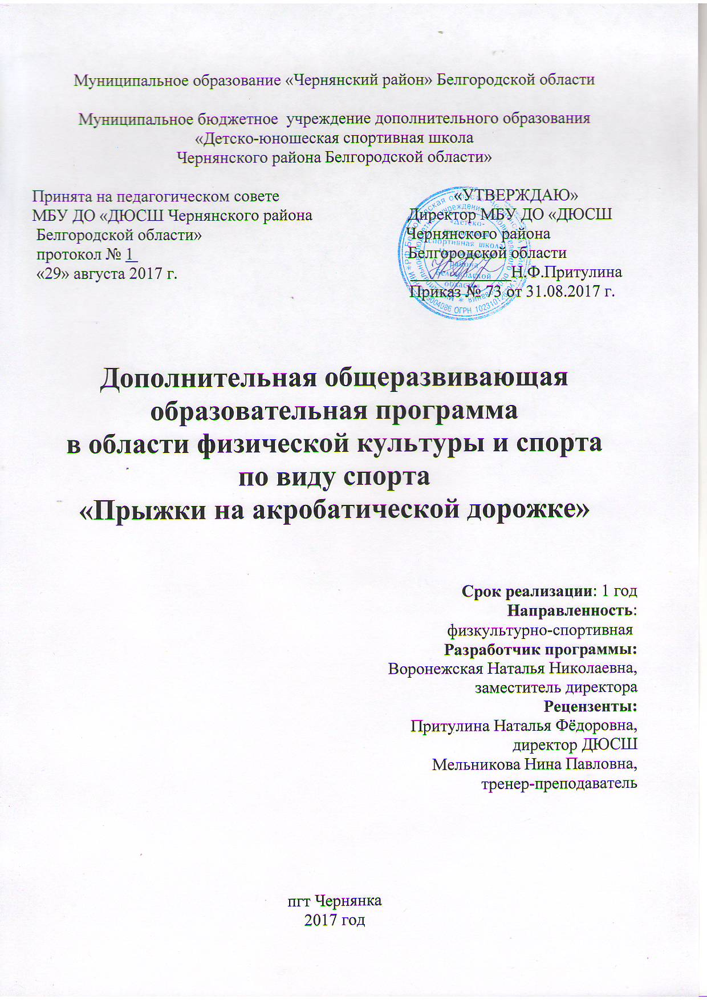 Муниципальное образование «Чернянский район» Белгородской области
Муниципальное бюджетное учреждение дополнительного образования
«Детско-юношеская спортивная школа
Чернянского района Белгородской области»
Принята на педагогическом совете
МБУ ДО «ДЮСШ Чернянского района
Белгородской области»
протокол № 1
«29» августа 2017 г.
«УТВЕРЖДАЮ»
Директор МБУ ДО «ДЮСШ
Чернянского района
Белгородской области
Н.Ф.Притулина
Приказ № 73 от 31.08.2017 г.
Дополнительная общеразвивающая
образовательная программа
в области физической культуры и спорта
по виду спорта
«Прыжки на акробатической дорожке»
Срок реализации: 1 год
Направленность:
физкультурно-спортивная
Разработчик программы:
Воронежская Наталья Николаевна,
заместитель директора
Рецензенты:
Притулина Наталья Фёдоровна,
директор ДЮСШ
Мельникова Нина Павловна,
тренер-преподаватель
пгт Чернянка
2017 год